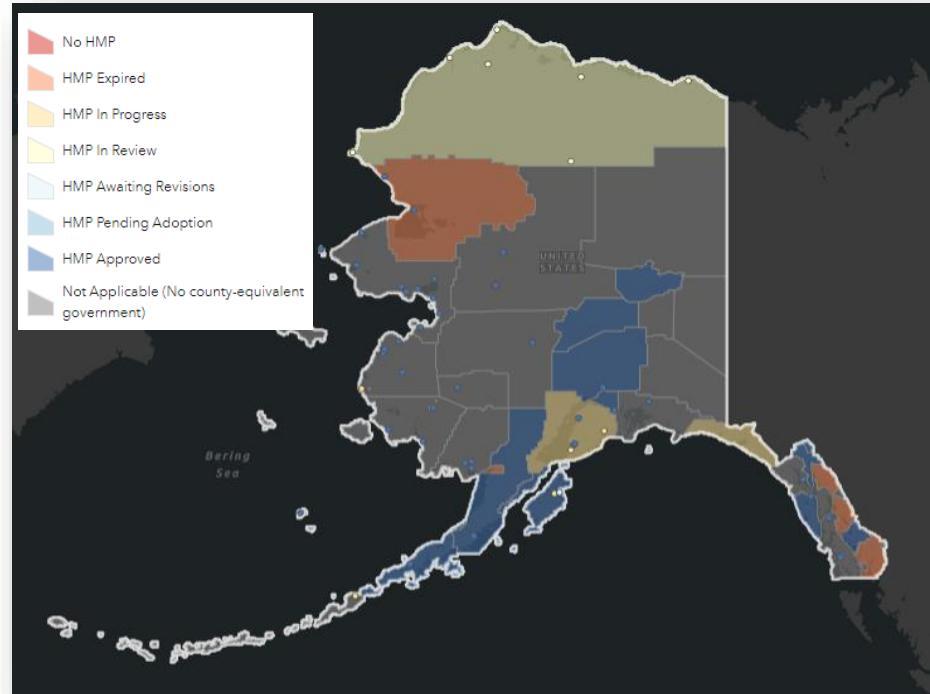 No HMP
HMP Expired
HMP In Progress
HMP In Review
HMP Awaiting Revisions
HMP Pending Adoption
HMP Approved
Not Applicable (No county-equivalent
government)
UNITED
STATES
Bering
Sea